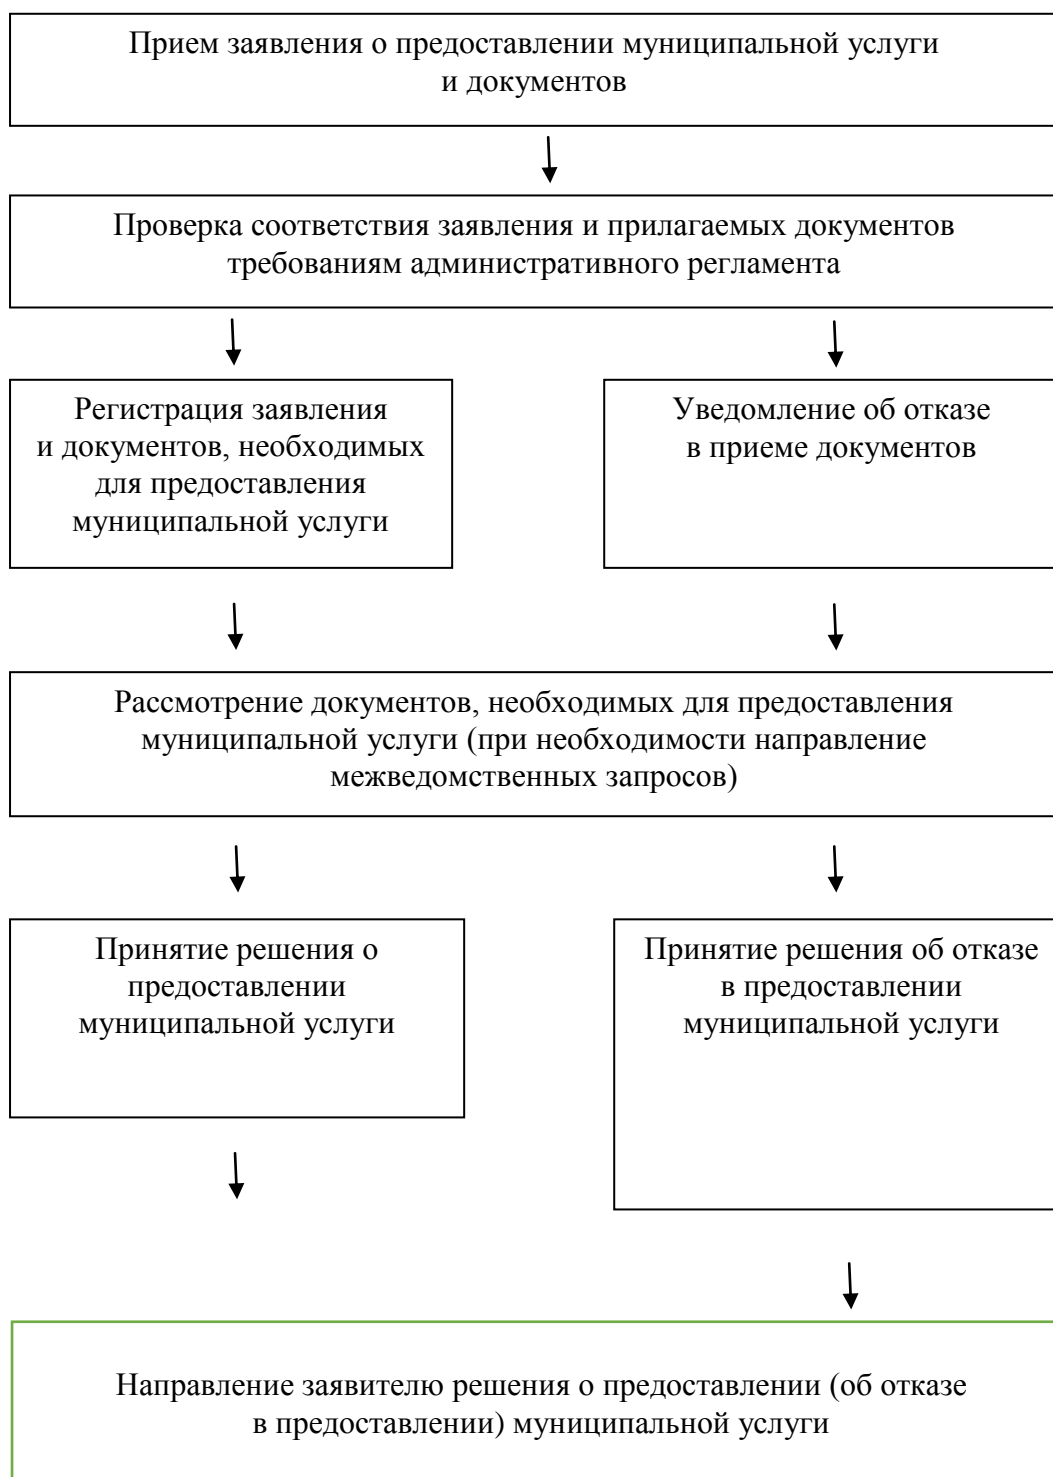 Прием заявления о предоставлении муниципальной услуги
и документов
Проверка соответствия заявления и прилагаемых документов
требованиям административного регламента
Регистрация заявления
и документов, необходимых
для предоставления
муниципальной услуги
Уведомление об отказе
в приеме документов
Рассмотрение документов, необходимых для предоставления
муниципальной услуги (при необходимости направление
межведомственных запросов)
Принятие решения о
предоставлении
муниципальной услуги
Принятие решения об отказе
в предоставлении
муниципальной услуги
Направление заявителю решения о предоставлении (об отказе
в предоставлении) муниципальной услуги